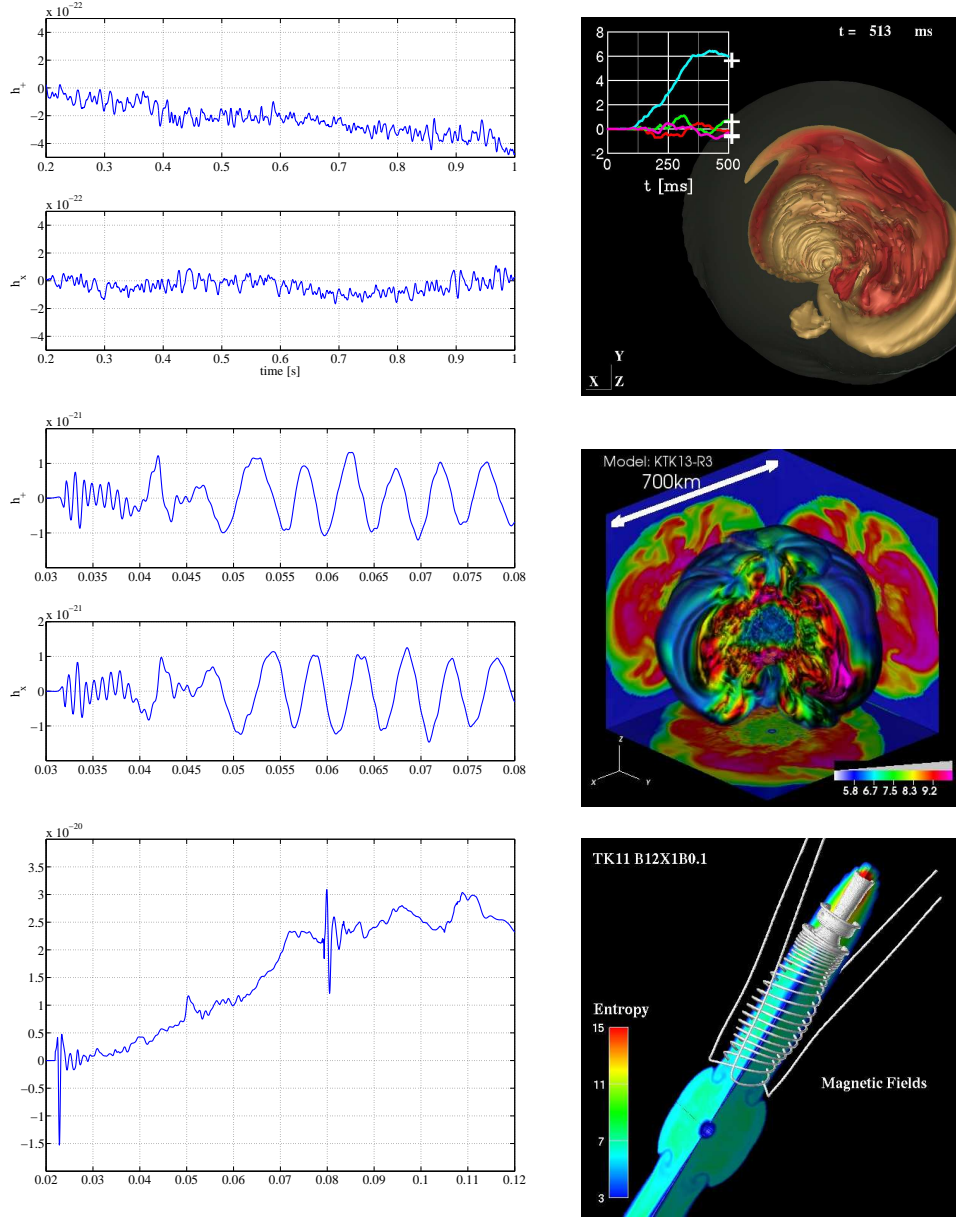 x 10⁻²²
4
2
0
−2
−4
h₊
0.2 0.3 0.4 0.5 0.6 0.7 0.8 0.9 1
x 10⁻²²
4
2
0
−2
−4
hₓ
0.2 0.3 0.4 0.5 0.6 0.7 0.8 0.9 1
time [s]
8
6
4
2
0
-2
0 250 500
t [ms]
t = 513 ms
Y
X Z
x 10⁻²¹
1
0
−1
h₊
0.03 0.035 0.04 0.045 0.05 0.055 0.06 0.065 0.07 0.075 0.08
x 10⁻²¹
2
1
0
−1
hₓ
0.03 0.035 0.04 0.045 0.05 0.055 0.06 0.065 0.07 0.075 0.08
Model: KTK13-R3
700km
Z
X Y
5.8 6.7 7.5 8.3 9.2
x 10⁻²⁰
3.5
3
2.5
2
1.5
1
0.5
0
−0.5
−1
−1.5
0.02 0.03 0.04 0.05 0.06 0.07 0.08 0.09 0.1 0.11 0.12
TK11 B12X1B0.1
Entropy
15
11
7
3
Magnetic Fields